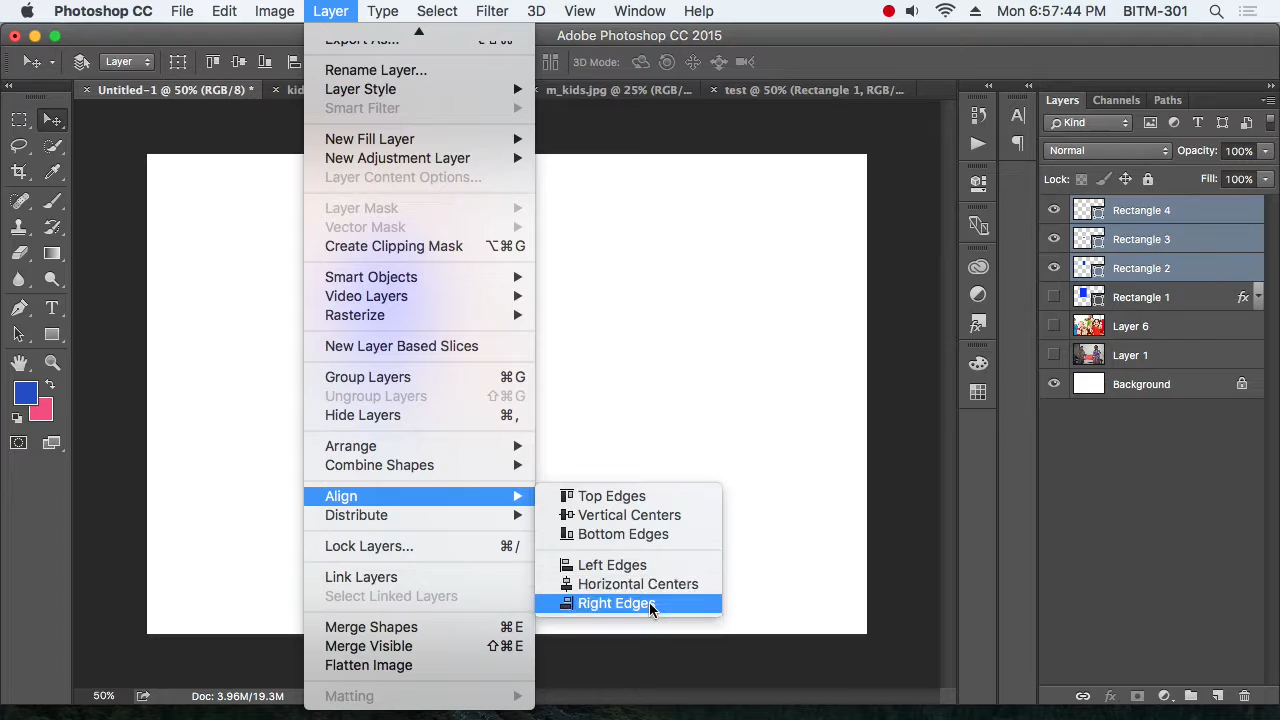 Photoshop CC File Edit Image Layer Type Select Filter 3D View Window Help Mon 6:57:44 PM BITM-301
Adobe Photoshop CC 2015
Layer 3D Mode:
Untitled-1 @ 50% (RGB/8) * kid m_kids.jpg @ 25% (RGB/... test @ 50% (Rectangle 1, RGB/...
Export As...
Rename Layer...
Layer Style
Smart Filter
New Fill Layer
New Adjustment Layer
Layer Content Options...
Layer Mask
Vector Mask
Create Clipping Mask ⌥⌘G
Smart Objects
Video Layers
Rasterize
New Layer Based Slices
Group Layers ⌘G
Ungroup Layers ⇧⌘G
Hide Layers ⌘,
Arrange
Combine Shapes
Align
Distribute
Lock Layers... ⌘/
Link Layers
Select Linked Layers
Merge Shapes ⌘E
Merge Visible ⇧⌘E
Flatten Image
Matting
Top Edges
Vertical Centers
Bottom Edges
Left Edges
Horizontal Centers
Right Edges
Layers Channels Paths
Kind
Normal Opacity: 100%
Lock: Fill: 100%
Rectangle 4
Rectangle 3
Rectangle 2
Rectangle 1 fx
Layer 6
Layer 1
Background
50% Doc: 3.96M/19.3M